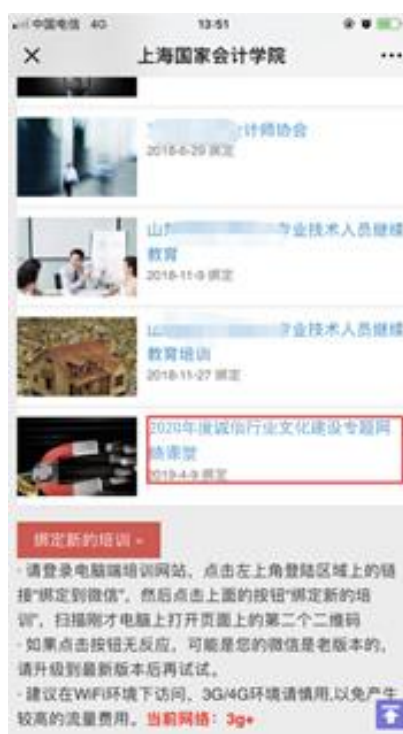 中国电信 4G 13:51
上海国家会计学院
计师协会
2018-6-29 绑定
业技术人员继续
教育
2018-11-9 绑定
业技术人员继续
教育培训
2018-11-27 绑定
2020年度诚信行业文化建设专题网
络课堂
2019-4-9 绑定
绑定新的培训 »
·请登录电脑端培训网站，点击左上角登陆区域上的链
接“绑定到微信”，然后点击上面的按钮“绑定新的培
训”，扫描刚才电脑上打开页面上的第二个二维码
·如果点击按钮无反应，可能是您的微信是老版本的，
请升级到最新版本后再试试。
·建议在WiFi环境下访问，3G/4G环境请慎用,以免产生
较高的流量费用。当前网络：3g+